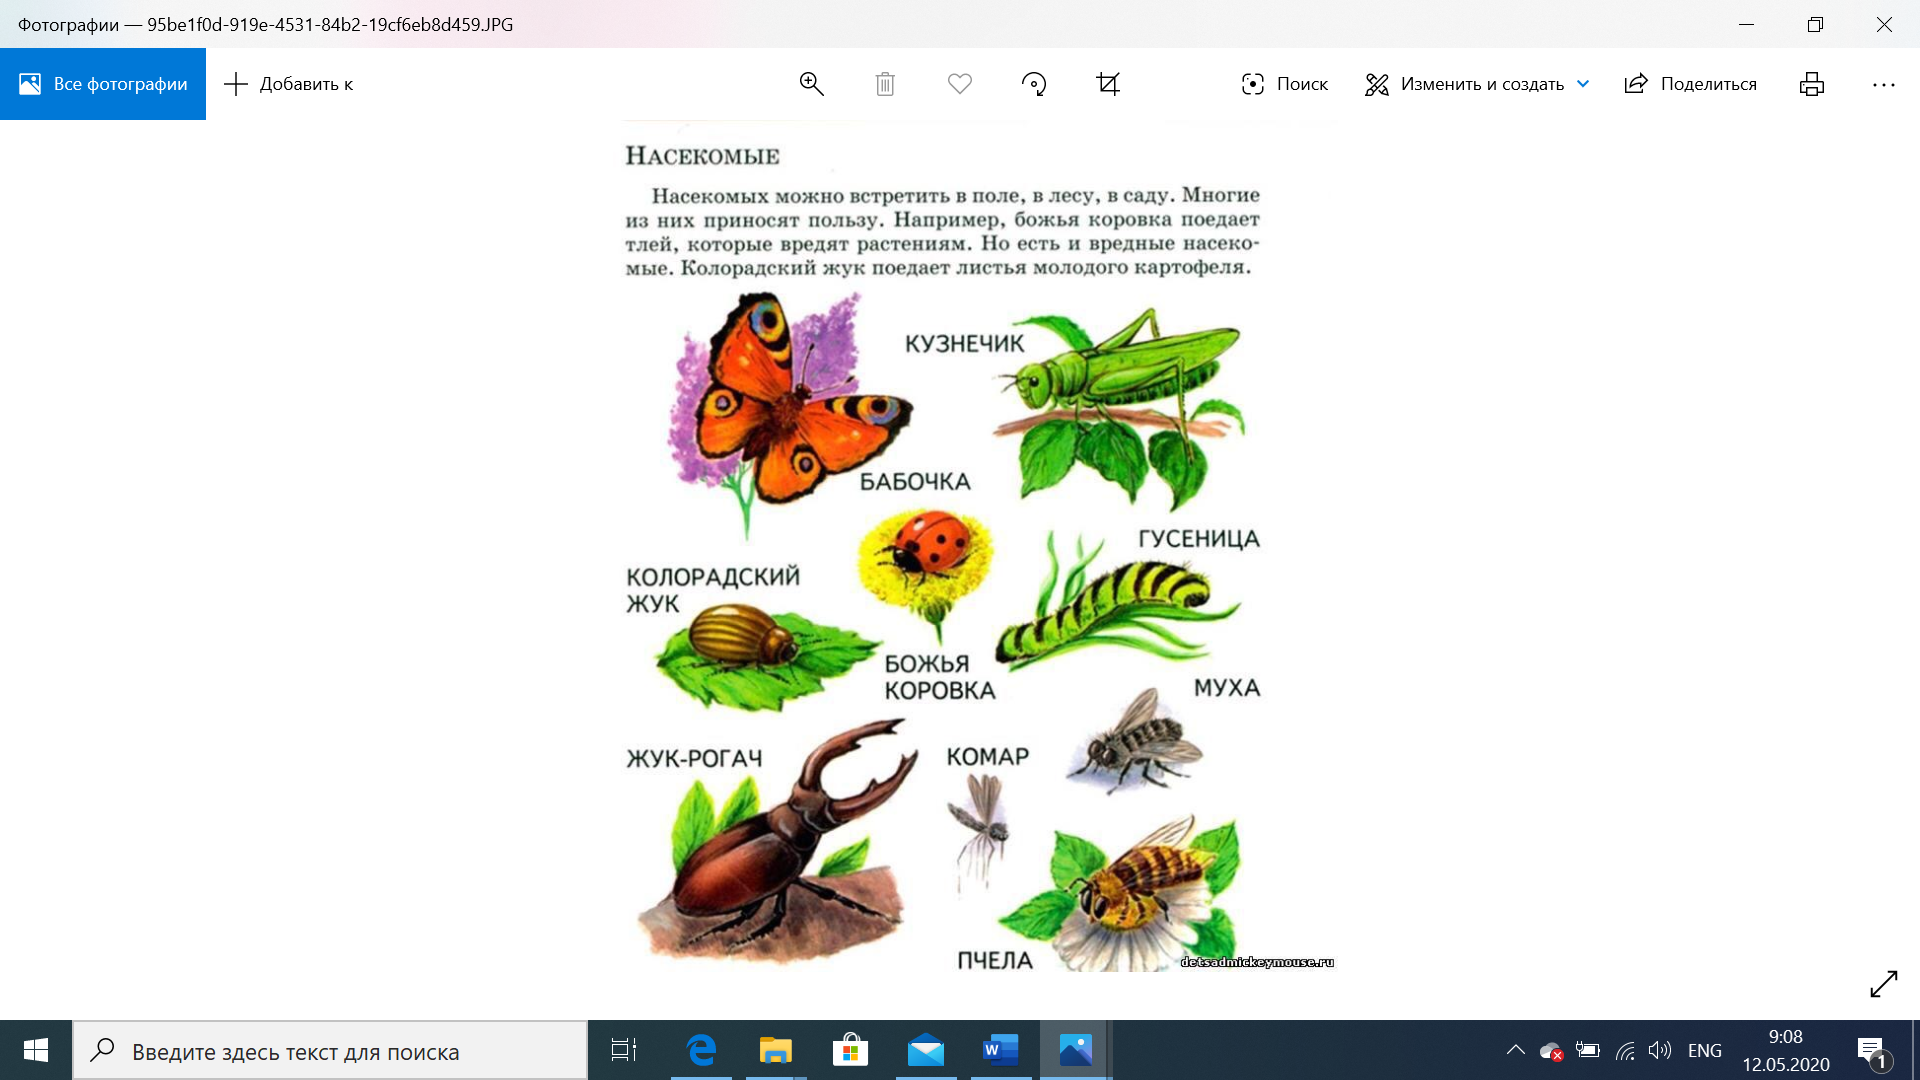 Фотографии — 95be1f0d-919e-4531-84b2-19cf6eb8d459.JPG
Все фотографии
Добавить к
Поиск
Изменить и создать
Поделиться
НАСЕКОМЫЕ
Насекомых можно встретить в поле, в лесу, в саду. Многие
из них приносят пользу. Например, божья коровка поедает
тлей, которые вредят растениям. Но есть и вредные насеко-
мые. Колорадский жук поедает листья молодого картофеля.
КУЗНЕЧИК
БАБОЧКА
ГУСЕНИЦА
КОЛОРАДСКИЙ
ЖУК
БОЖЬЯ
КОРОВКА
МУХА
ЖУК-РОГАЧ
КОМАР
ПЧЕЛА
detsadmickeymouse.ru
Введите здесь текст для поиска
W
ENG
9:08
12.05.2020
1